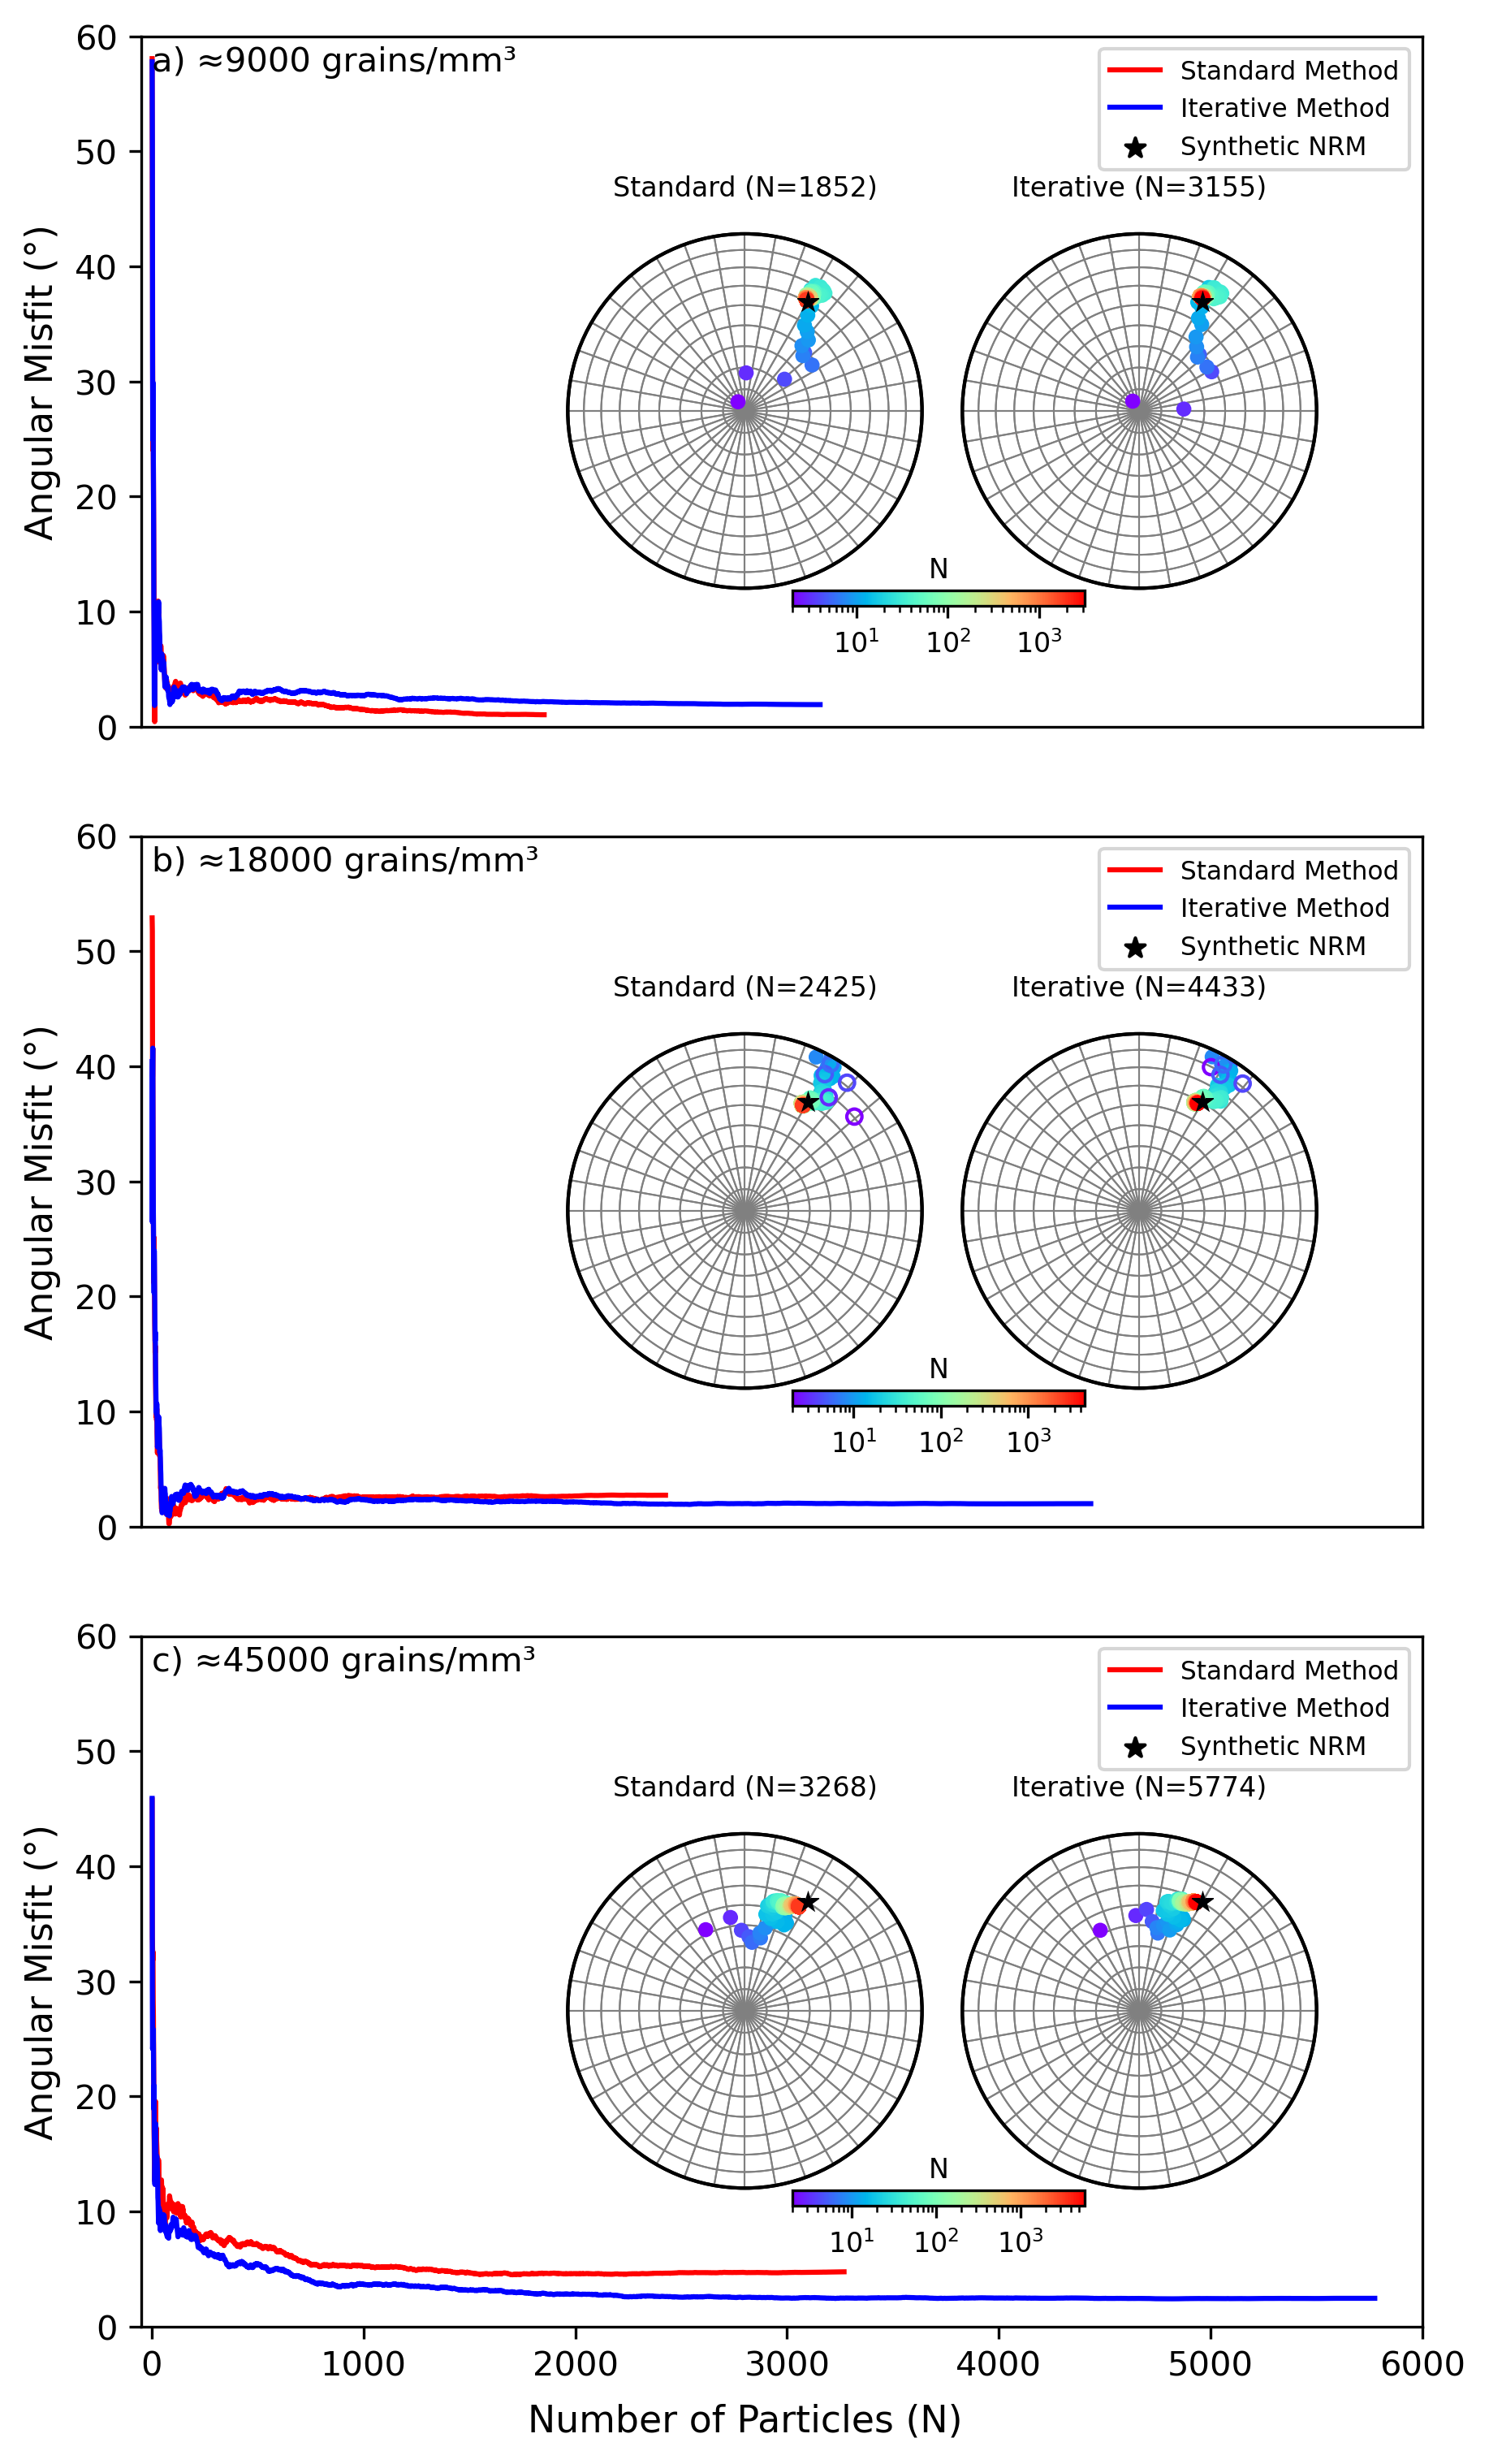 a) ≈9000 grains/mm³
Standard Method
Iterative Method
Synthetic NRM
Standard (N=1852)
Iterative (N=3155)
N
10¹ 10² 10³
Angular Misfit (°)
60
50
40
30
20
10
0
b) ≈18000 grains/mm³
Standard Method
Iterative Method
Synthetic NRM
Standard (N=2425)
Iterative (N=4433)
N
10¹ 10² 10³
Angular Misfit (°)
60
50
40
30
20
10
0
c) ≈45000 grains/mm³
Standard Method
Iterative Method
Synthetic NRM
Standard (N=3268)
Iterative (N=5774)
N
10¹ 10² 10³
Angular Misfit (°)
60
50
40
30
20
10
0
0 1000 2000 3000 4000 5000 6000
Number of Particles (N)